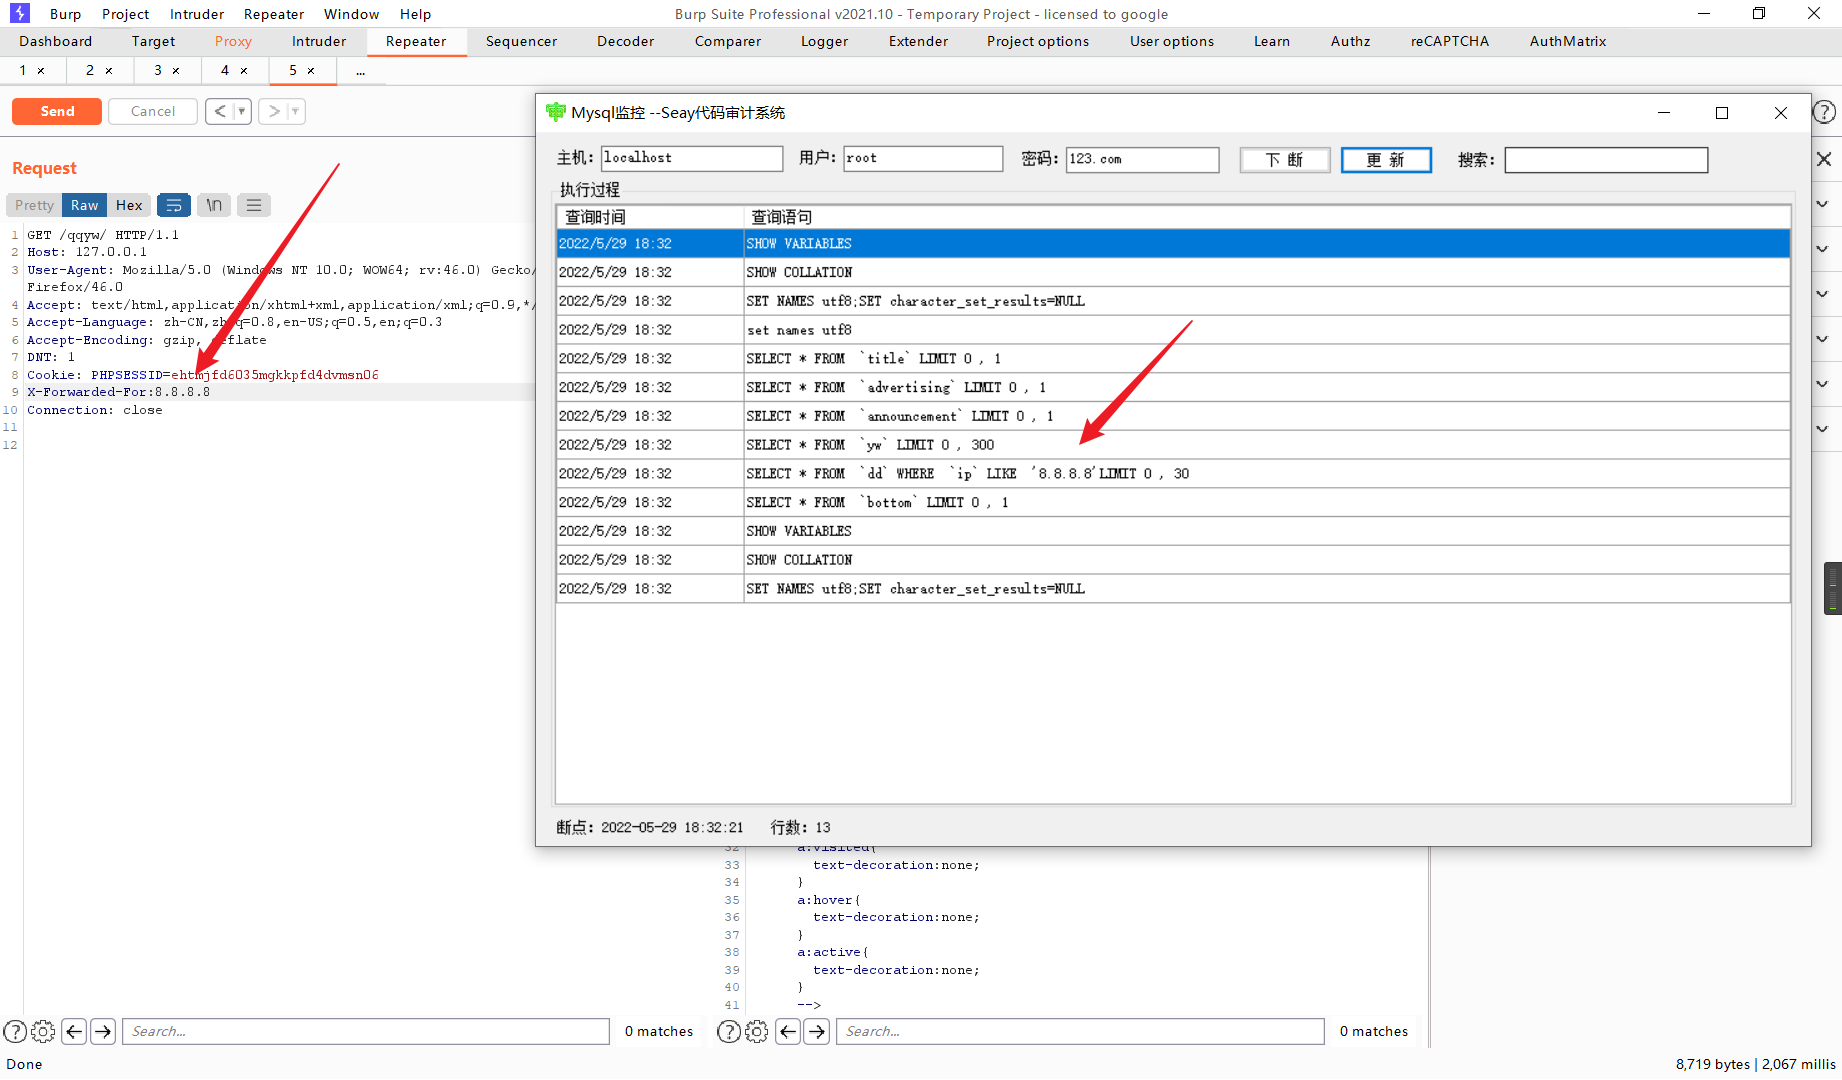 Burp Project Intruder Repeater Window Help Burp Suite Professional v2021.10 - Temporary Project - licensed to google
Dashboard Target Proxy Intruder Repeater Sequencer Decoder Comparer Logger Extender Project options User options Learn Authz reCAPTCHA AuthMatrix
1 × 2 × 3 × 4 × 5 × ...
Send Cancel < >
Mysql监控 --Seay代码审计系统
主机: localhost 用户: root 密码: 123.com 下 断 更 新 搜索:
Request
Pretty Raw Hex \n
执行过程
查询时间 查询语句
2022/5/29 18:32 SHOW VARIABLES
2022/5/29 18:32 SHOW COLLATION
2022/5/29 18:32 SET NAMES utf8;SET character_set_results=NULL
2022/5/29 18:32 set names utf8
2022/5/29 18:32 SELECT * FROM `title` LIMIT 0 , 1
2022/5/29 18:32 SELECT * FROM `advertising` LIMIT 0 , 1
2022/5/29 18:32 SELECT * FROM `announcement` LIMIT 0 , 1
2022/5/29 18:32 SELECT * FROM `yw` LIMIT 0 , 300
2022/5/29 18:32 SELECT * FROM `dd` WHERE `ip` LIKE '8.8.8.8'LIMIT 0 , 30
2022/5/29 18:32 SELECT * FROM `bottom` LIMIT 0 , 1
2022/5/29 18:32 SHOW VARIABLES
2022/5/29 18:32 SHOW COLLATION
2022/5/29 18:32 SET NAMES utf8;SET character_set_results=NULL
断点: 2022-05-29 18:32:21 行数: 13
1 GET /qqyw/ HTTP/1.1
2 Host: 127.0.0.1
3 User-Agent: Mozilla/5.0 (Windows NT 10.0; WOW64; rv:46.0) Gecko/
Firefox/46.0
4 Accept: text/html,application/xhtml+xml,application/xml;q=0.9,*/
5 Accept-Language: zh-CN,zh;q=0.8,en-US;q=0.5,en;q=0.3
6 Accept-Encoding: gzip, deflate
7 DNT: 1
8 Cookie: PHPSESSID=ehtmjfd6035mgkkpfd4dvmsn06
9 X-Forwarded-For:8.8.8.8
10 Connection: close
11
12
32 a:visited{
33 text-decoration:none;
34 }
35 a:hover{
36 text-decoration:none;
37 }
38 a:active{
39 text-decoration:none;
40 }
41 -->
Search... 0 matches Search... 0 matches
Done 8,719 bytes | 2,067 millis